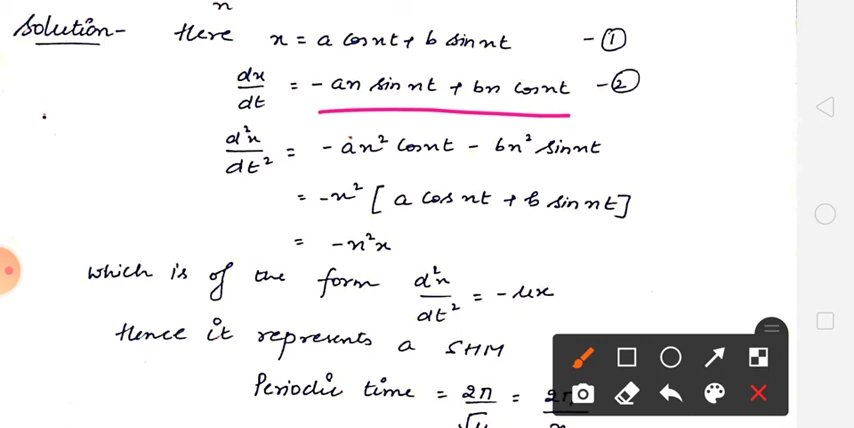 n
Solution- Here x = a cos nt + b sin nt -①
dx/dt = - an sin nt + bn cos nt -②
d²x/dt² = - an² cos nt - bn² sin nt
= -n² [ a cos nt + b sin nt ]
= -n²x
which is of the form d²x/dt² = - μx
Hence it represents a SHM
Periodic time = 2π/√μ = 2π/n